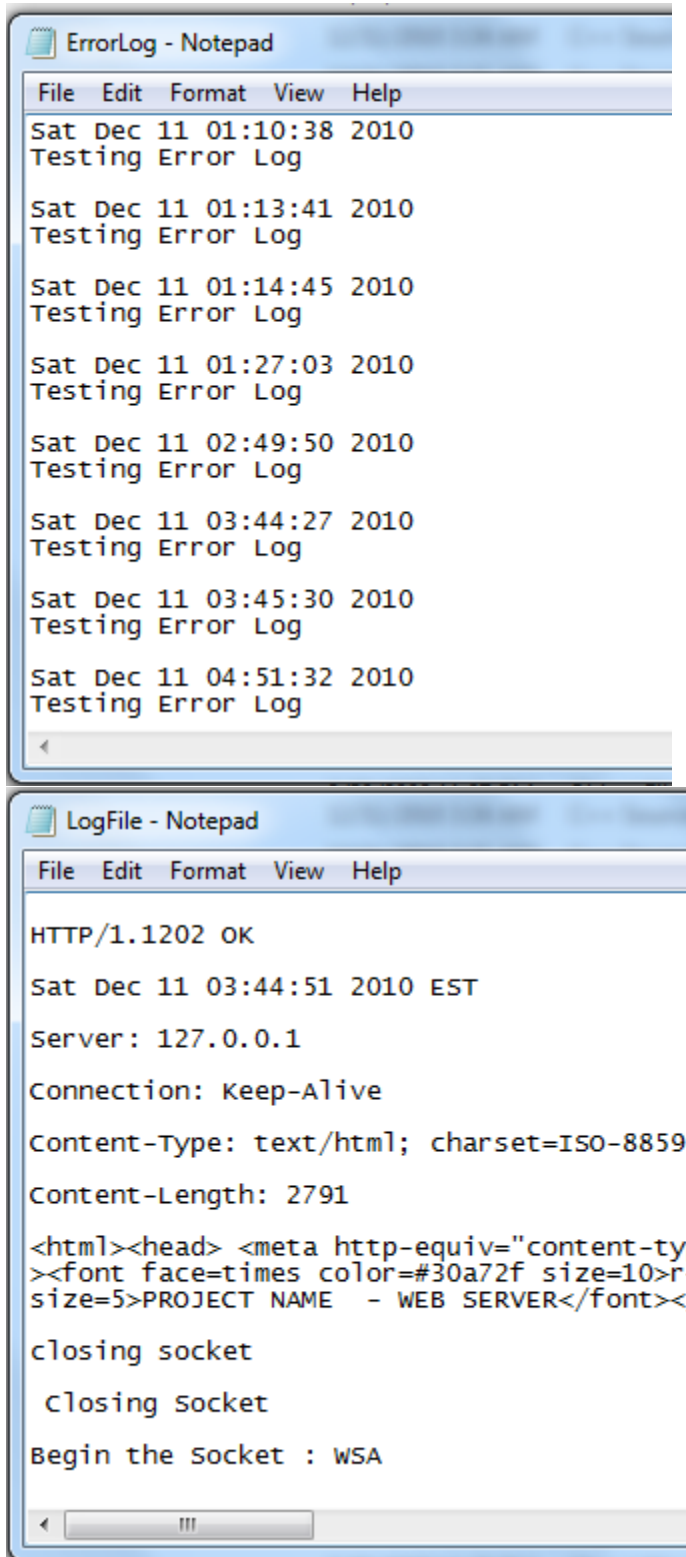 ErrorLog - Notepad
File Edit Format View Help
Sat Dec 11 01:10:38 2010
Testing Error Log
Sat Dec 11 01:13:41 2010
Testing Error Log
Sat Dec 11 01:14:45 2010
Testing Error Log
Sat Dec 11 01:27:03 2010
Testing Error Log
Sat Dec 11 02:49:50 2010
Testing Error Log
Sat Dec 11 03:44:27 2010
Testing Error Log
Sat Dec 11 03:45:30 2010
Testing Error Log
Sat Dec 11 04:51:32 2010
Testing Error Log
LogFile - Notepad
File Edit Format View Help
HTTP/1.1202 OK
Sat Dec 11 03:44:51 2010 EST
Server: 127.0.0.1
Connection: Keep-Alive
Content-Type: text/html; charset=ISO-8859
Content-Length: 2791
<html><head> <meta http-equiv="content-ty
><font face=times color=#30a72f size=10>r
size=5>PROJECT NAME  - WEB SERVER</font><
closing socket
Closing Socket
Begin the Socket : WSA